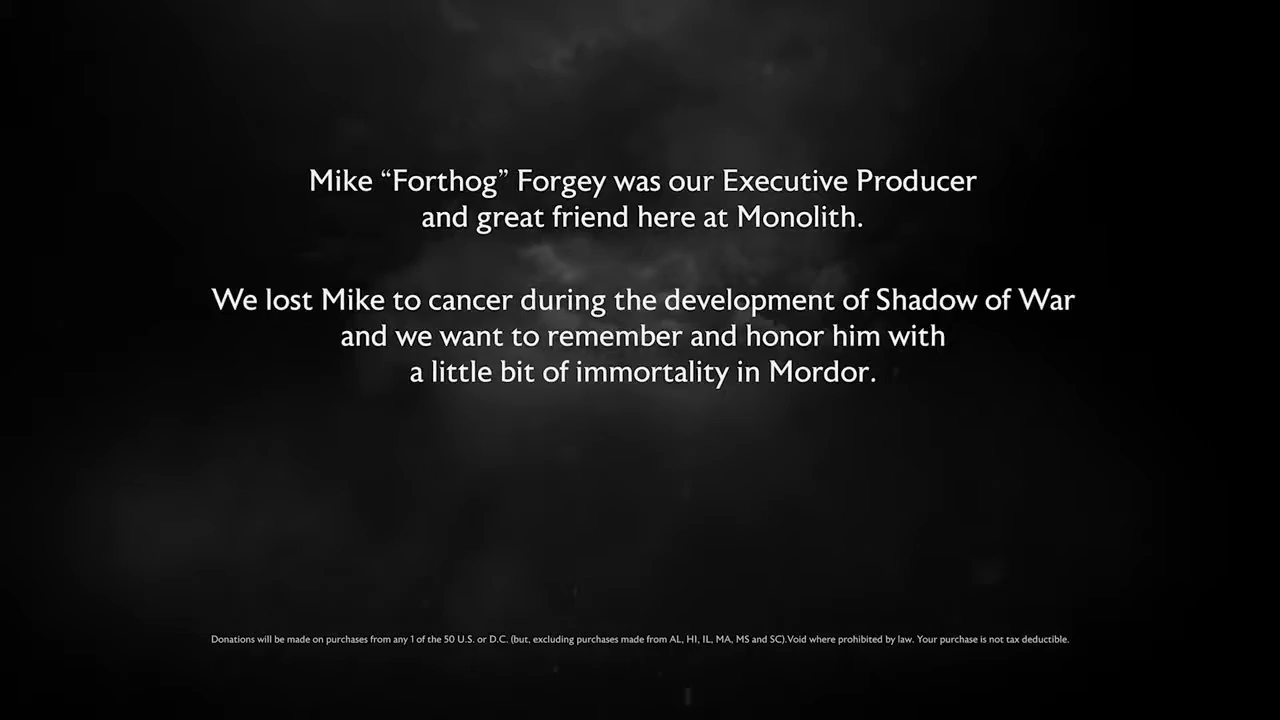 Mike “Forthog” Forgey was our Executive Producer
and great friend here at Monolith.
We lost Mike to cancer during the development of Shadow of War
and we want to remember and honor him with
a little bit of immortality in Mordor.
Donations will be made on purchases from any 1 of the 50 U.S. or D.C. (but, excluding purchases made from AL, HI, IL, MA, MS and SC).Void where prohibited by law. Your purchase is not tax deductible.